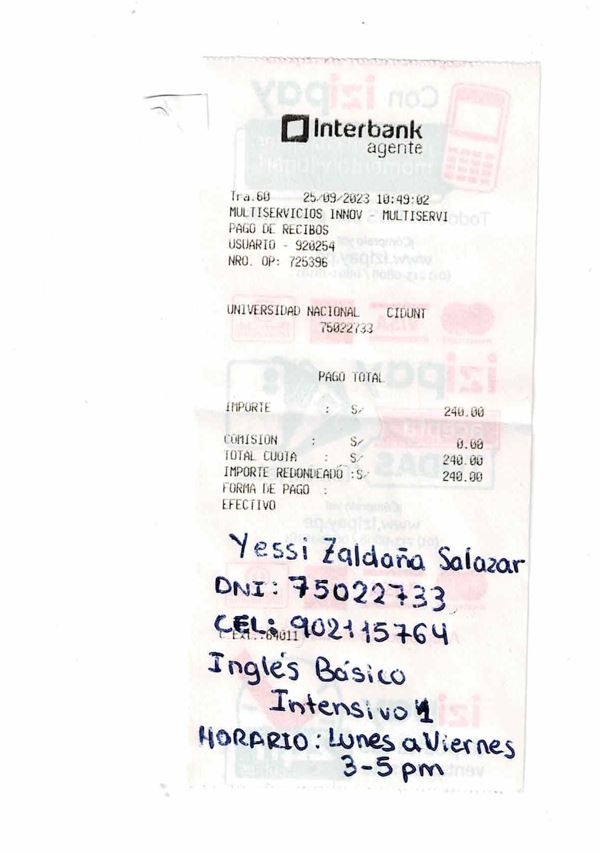 Interbank
agente
Tra.60 25/09/2023 10:49:02
MULTISERVICIOS INNOV - MULTISERVI
PAGO DE RECIBOS
USUARIO - 920254
NRO. OP: 725396
UNIVERSIDAD NACIONAL CIDUNT
75022733
PAGO TOTAL
IMPORTE : S/ 240.00
COMISION : S/ 0.00
TOTAL CUOTA : S/ 240.00
IMPORTE REDONDEADO :S/ 240.00
FORMA DE PAGO :
EFECTIVO
Yessi Zaldaña Salazar
DNI: 75022733
CEL: 902115764
Inglés Básico
Intensivo 1
HORARIO: Lunes a Viernes
3-5 pm